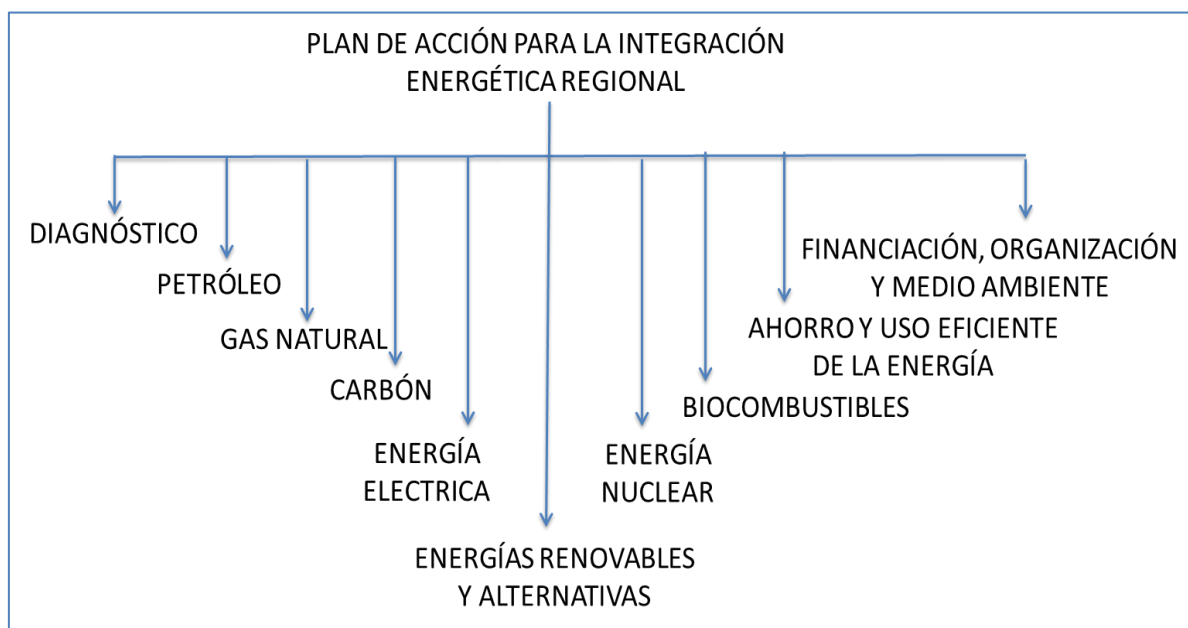 PLAN DE ACCIÓN PARA LA INTEGRACIÓN
ENERGÉTICA REGIONAL
DIAGNÓSTICO
PETRÓLEO
GAS NATURAL
CARBÓN
ENERGÍA
ELECTRICA
ENERGÍAS RENOVABLES
Y ALTERNATIVAS
ENERGÍA
NUCLEAR
BIOCOMBUSTIBLES
AHORRO Y USO EFICIENTE
DE LA ENERGÍA
FINANCIACIÓN, ORGANIZACIÓN
Y MEDIO AMBIENTE